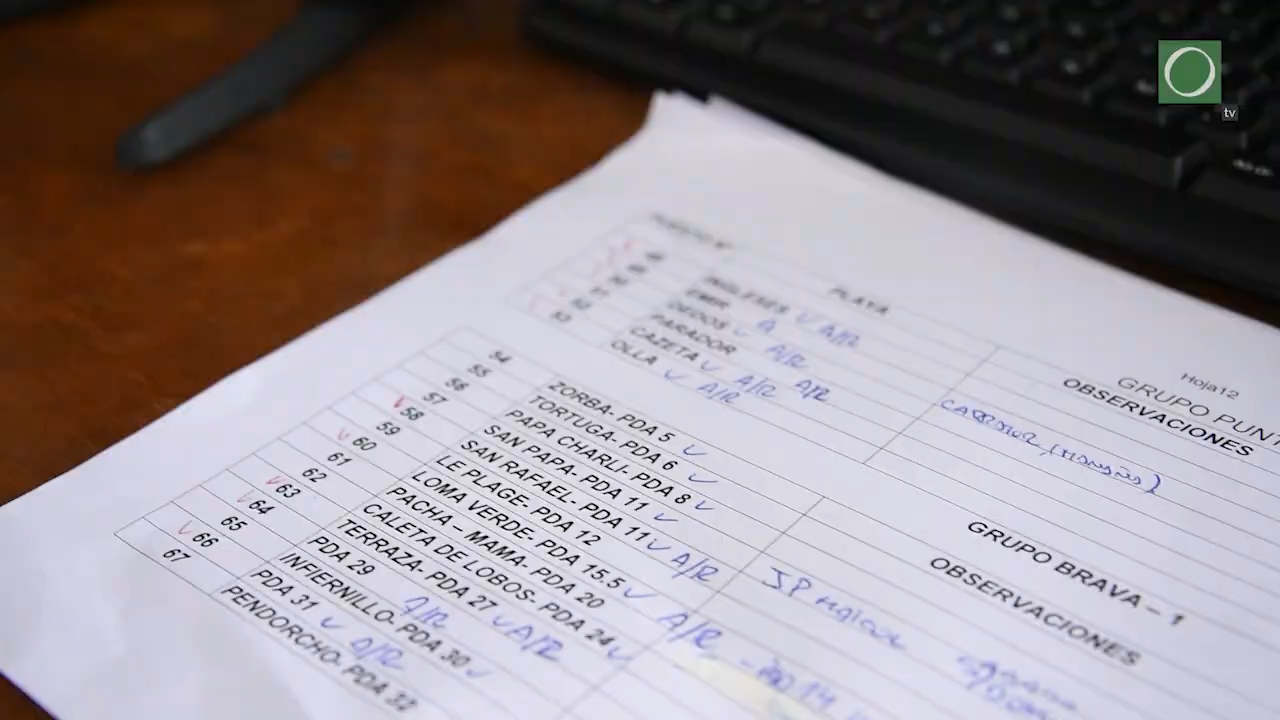 tv
Hoja12
GRUPO PUNT
PLAYA
OBSERVACIONES
INGLESES A/R
EMIR A
DEDOS A/R
PARADOR
CAZETA A/R A/R
53 OLLA A/R
GRUPO BRAVA – 1
OBSERVACIONES
54 ZORBA- PDA 5
55 TORTUGA- PDA 6
56 PAPA CHARLI- PDA 8
57 SAN PAPA- PDA 11
58 SAN RAFAEL- PDA 11 A/R
59 LE PLAGE- PDA 12
60 LOMA VERDE- PDA 15.5 A/R
61 PACHA – MAMA- PDA 20
62 CALETA DE LOBOS- PDA 24
63 TERRAZA- PDA 27 A/R
64 PDA 29 A/R
65 INFIERNILLO- PDA 30
66 PDA 31 A/R
67 PENDORCHO- PDA 32